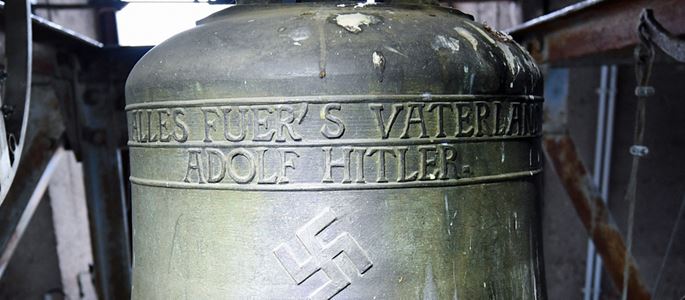 ALLES FUER'S VATERLAND
ADOLF HITLER.